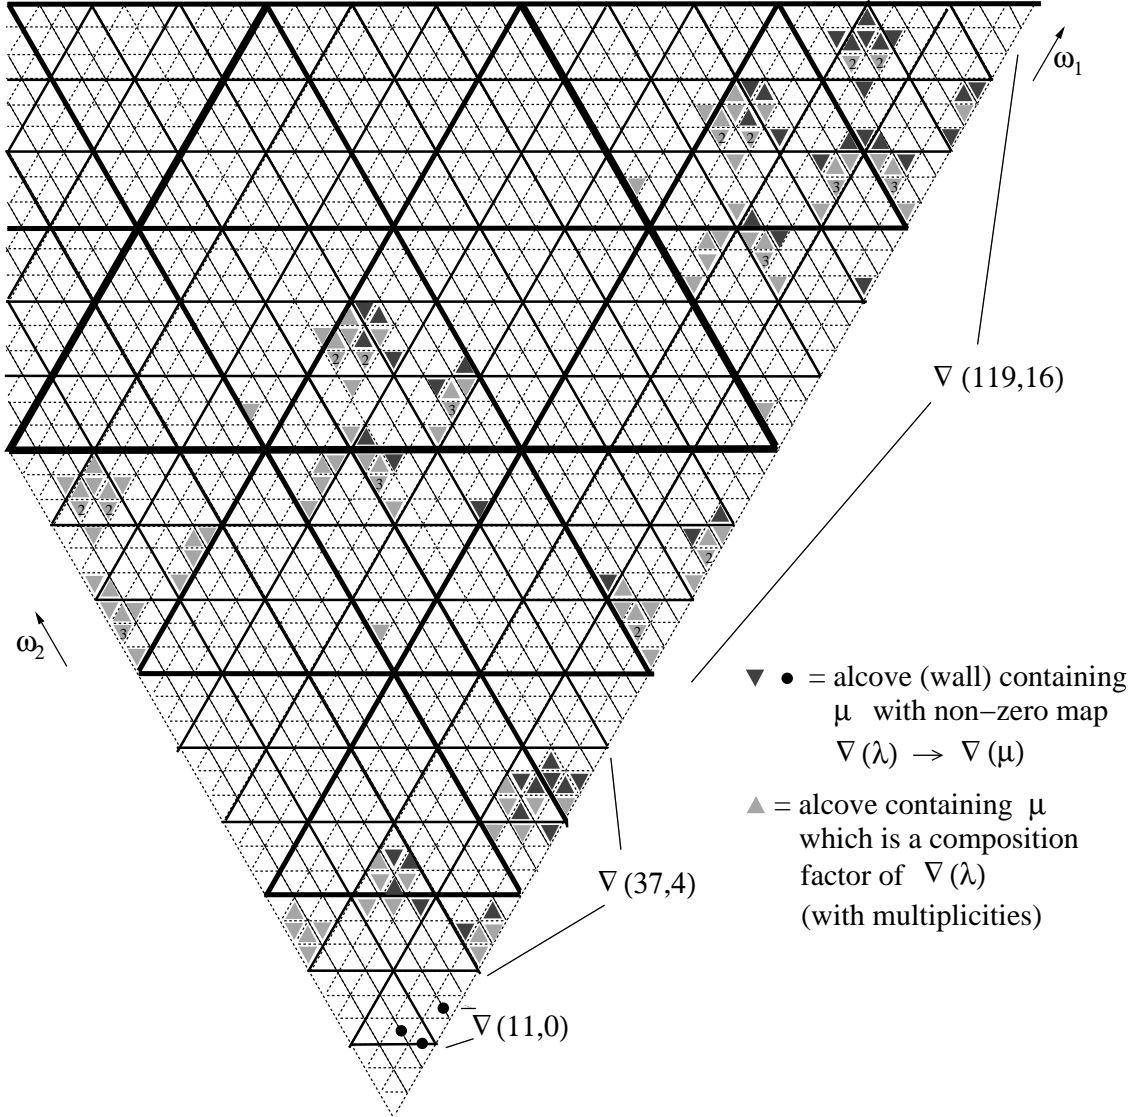 ω1
2 2
2 2
3 3
3
∇ (119,16)
2 2
3
3
2 2
2
ω2
3
2
▼ ● = alcove (wall) containing
μ with non−zero map
∇ (λ) → ∇ (μ)
▲ = alcove containing μ
which is a composition
factor of ∇ (λ)
(with multiplicities)
∇ (37,4)
∇ (11,0)